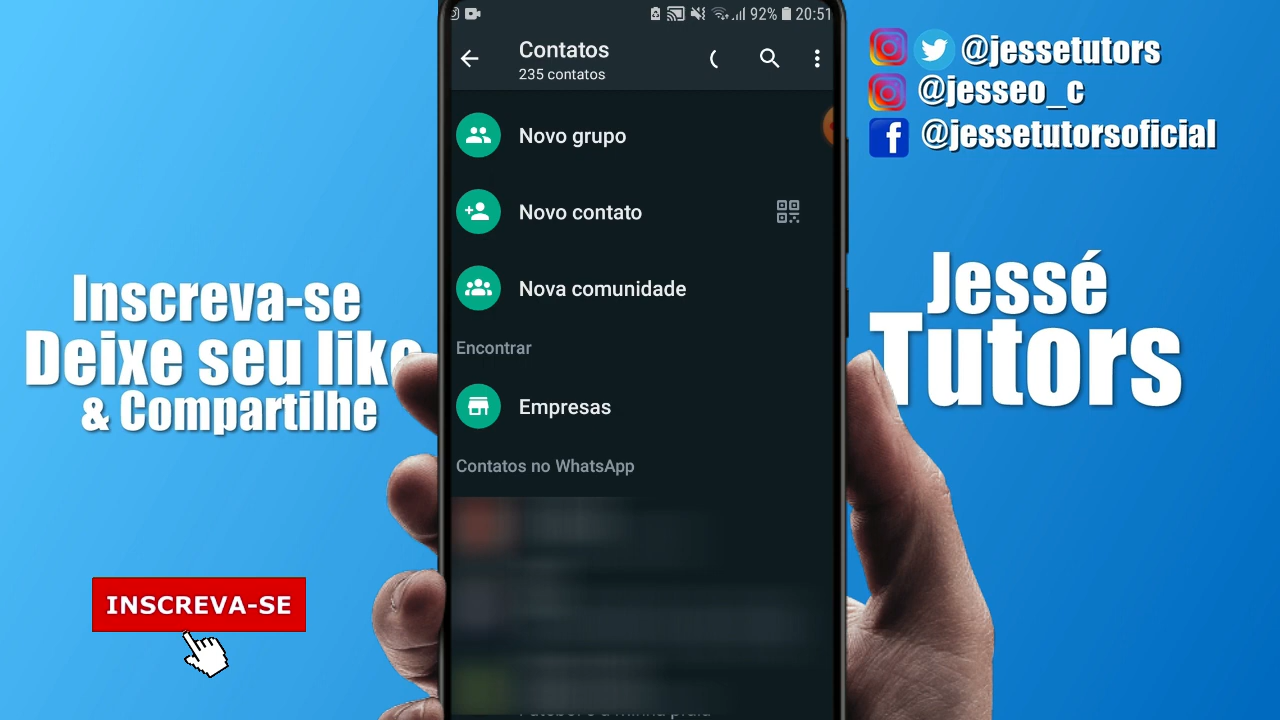 Inscreva-se
Deixe seu like
& Compartilhe
INSCREVA-SE
92% 20:51
Contatos
235 contatos
Novo grupo
Novo contato
Nova comunidade
Encontrar
Empresas
Contatos no WhatsApp
@jessetutors
@jesseo_c
@jessetutorsoficial
Jessé
Tutors